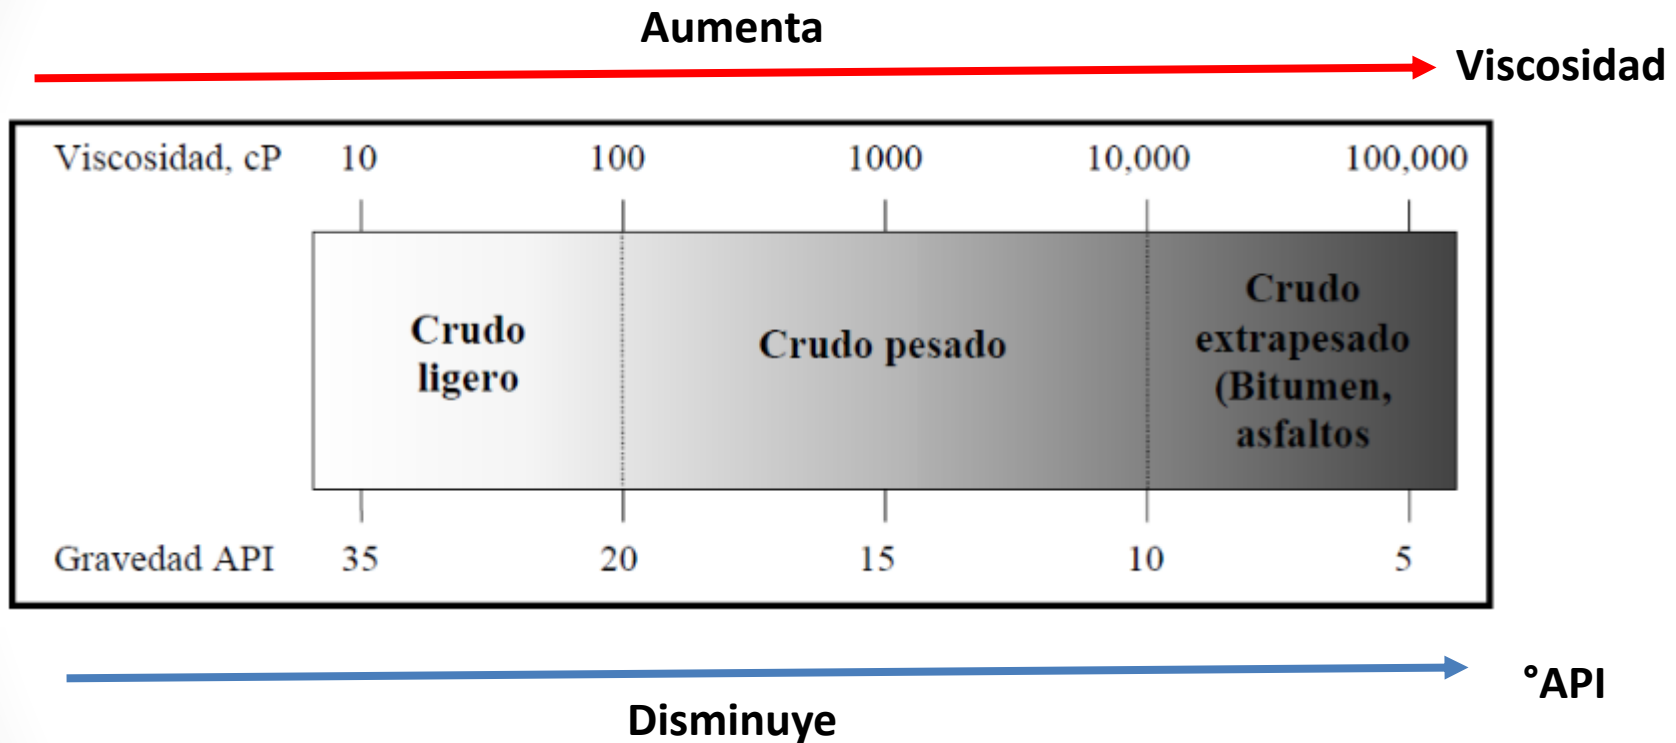 Aumenta
Viscosidad
Viscosidad, cP 10 100 1000 10,000 100,000
Crudo
ligero
Crudo pesado
Crudo
extrapesado
(Bitumen,
asfaltos
Gravedad API 35 20 15 10 5
°API
Disminuye